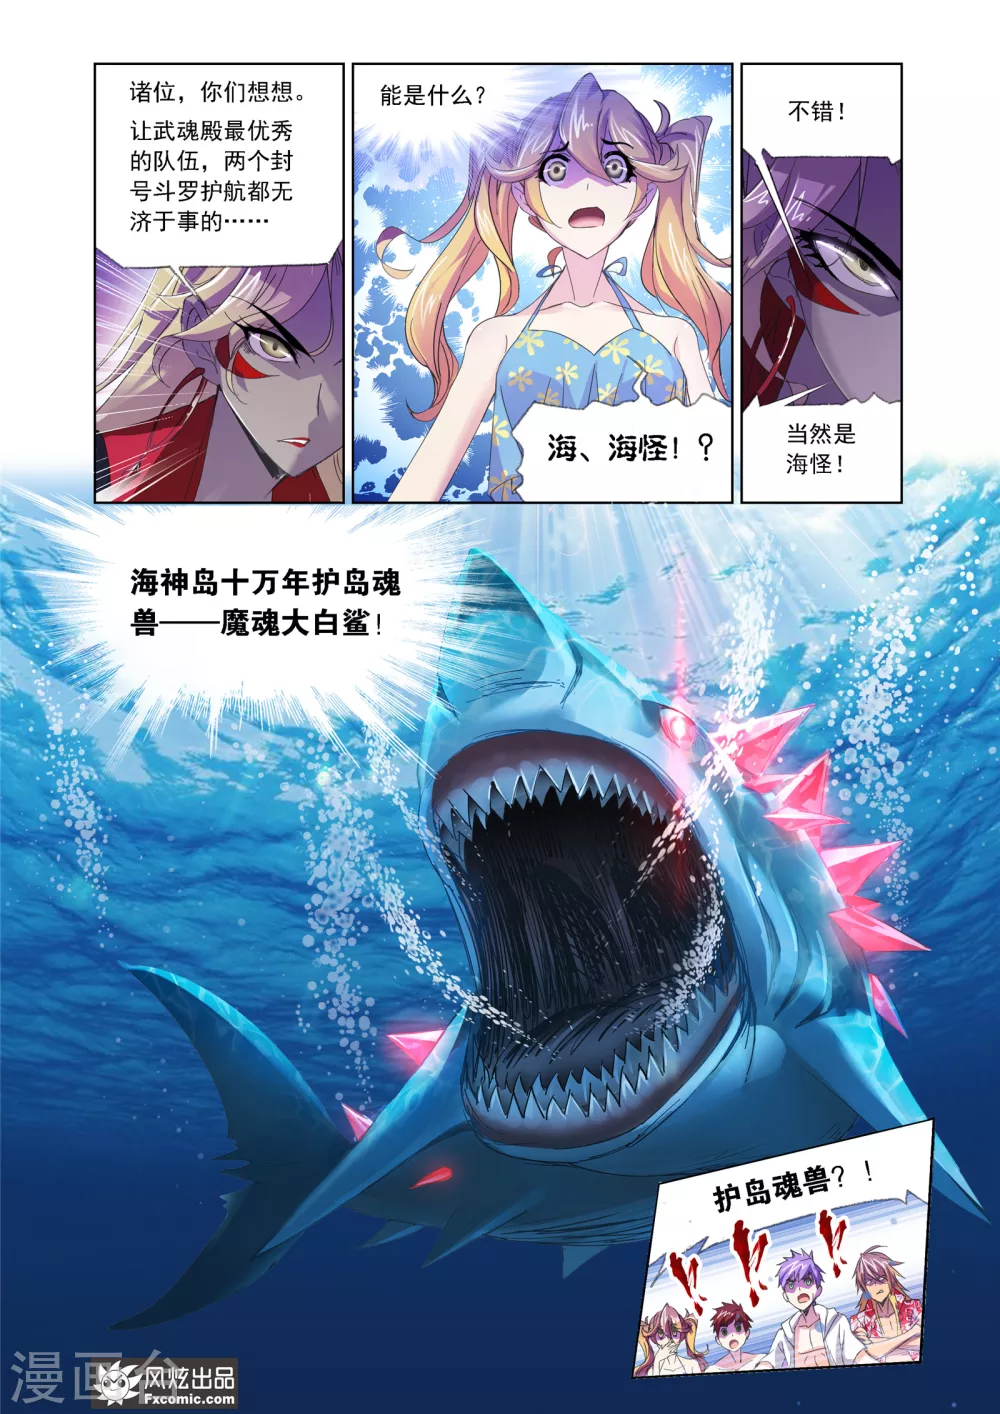 诸位，你们想想。
让武魂殿最优秀
的队伍，两个封
号斗罗护航都无
济于事的……
能是什么？
海、海怪！？
不错！
当然是
海怪！
海神岛十万年护岛魂
兽——魔魂大白鲨！
护岛魂兽？！
漫画台
风炫出品
Fxcomic.com